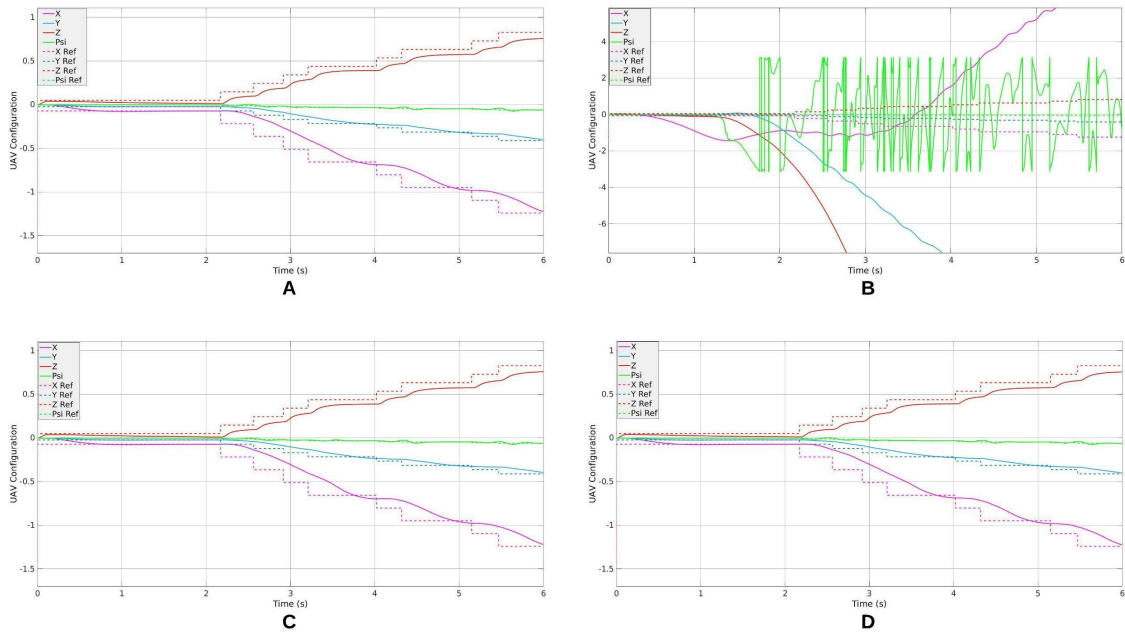 1
0.5
0
-0.5
-1
-1.5
UAV Configuration
X
Y
Z
Psi
X Ref
Y Ref
Z Ref
Psi Ref
0 1 2 3 4 5 6
Time (s)
A
4
2
0
-2
-4
-6
UAV Configuration
X
Y
Z
Psi
X Ref
Y Ref
Z Ref
Psi Ref
0 1 2 3 4 5 6
Time (s)
B
1
0.5
0
-0.5
-1
-1.5
UAV Configuration
X
Y
Z
Psi
X Ref
Y Ref
Z Ref
Psi Ref
0 1 2 3 4 5 6
Time (s)
C
1
0.5
0
-0.5
-1
-1.5
UAV Configuration
X
Y
Z
Psi
X Ref
Y Ref
Z Ref
Psi Ref
0 1 2 3 4 5 6
Time (s)
D